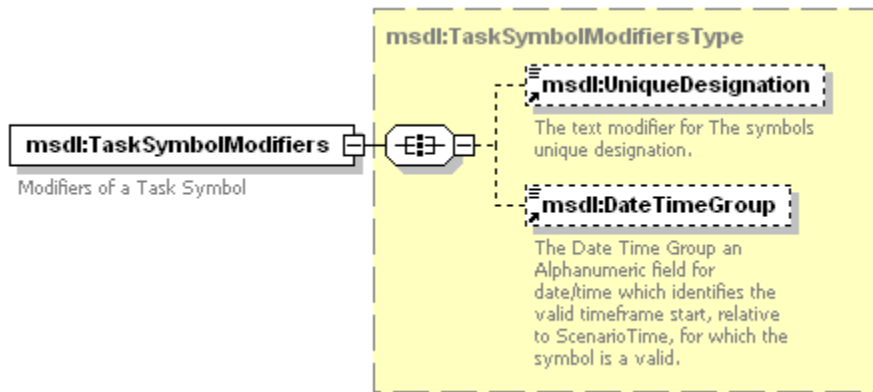 msdl:TaskSymbolModifiersType
msdl:UniqueDesignation
The text modifier for The symbols
unique designation.
msdl:TaskSymbolModifiers
Modifiers of a Task Symbol
msdl:DateTimeGroup
The Date Time Group an
Alphanumeric field for
date/time which identifies the
valid timeframe start, relative
to ScenarioTime, for which the
symbol is a valid.